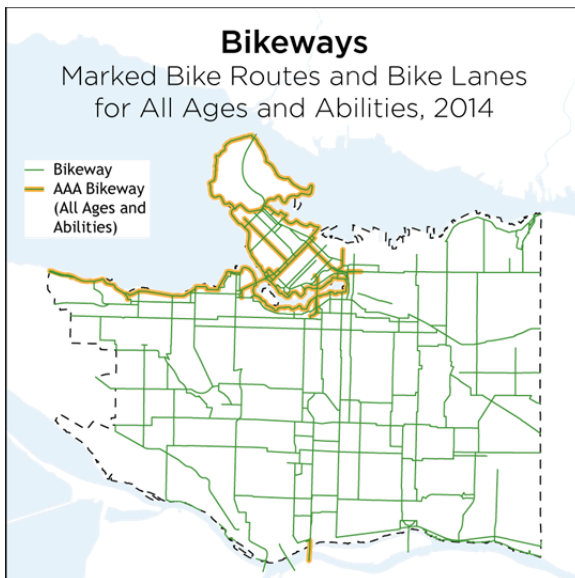 Bikeways
Marked Bike Routes and Bike Lanes
for All Ages and Abilities, 2014
Bikeway
AAA Bikeway
(All Ages and
Abilities)